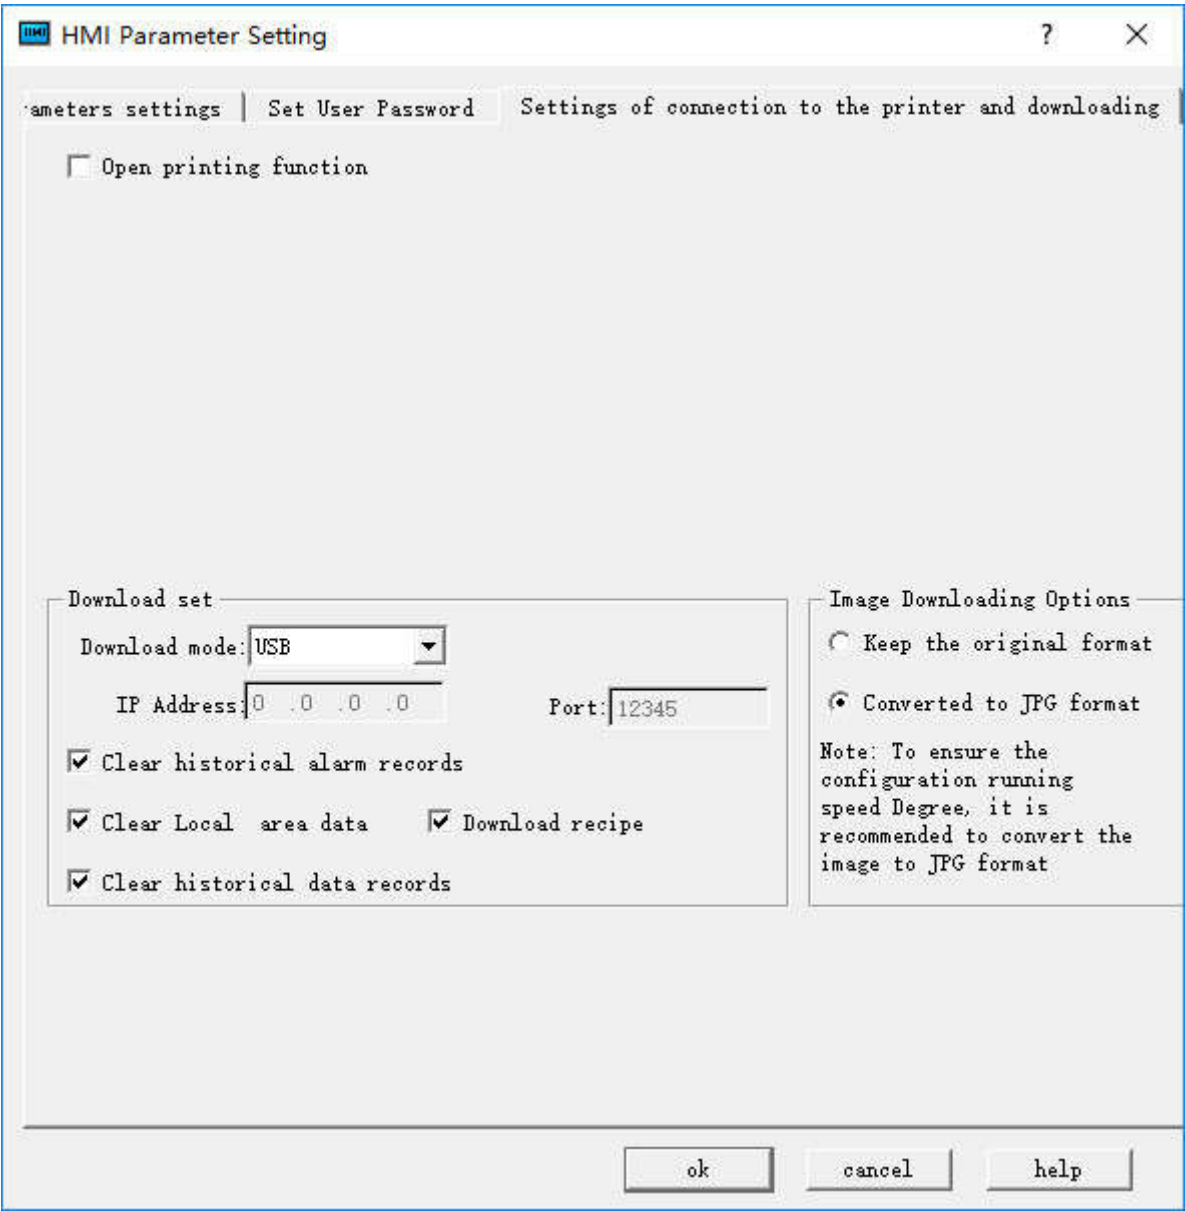 HMI HMI Parameter Setting ?
rameters settings Set User Password Settings of connection to the printer and downloading
Open printing function
Download set
Download mode: USB
IP Address: 0 .0 .0 .0 Port: 12345
Clear historical alarm records
Clear Local area data Download recipe
Clear historical data records
Image Downloading Options
Keep the original format
Converted to JPG format
Note: To ensure the
configuration running
speed Degree, it is
recommended to convert the
image to JPG format
ok cancel help